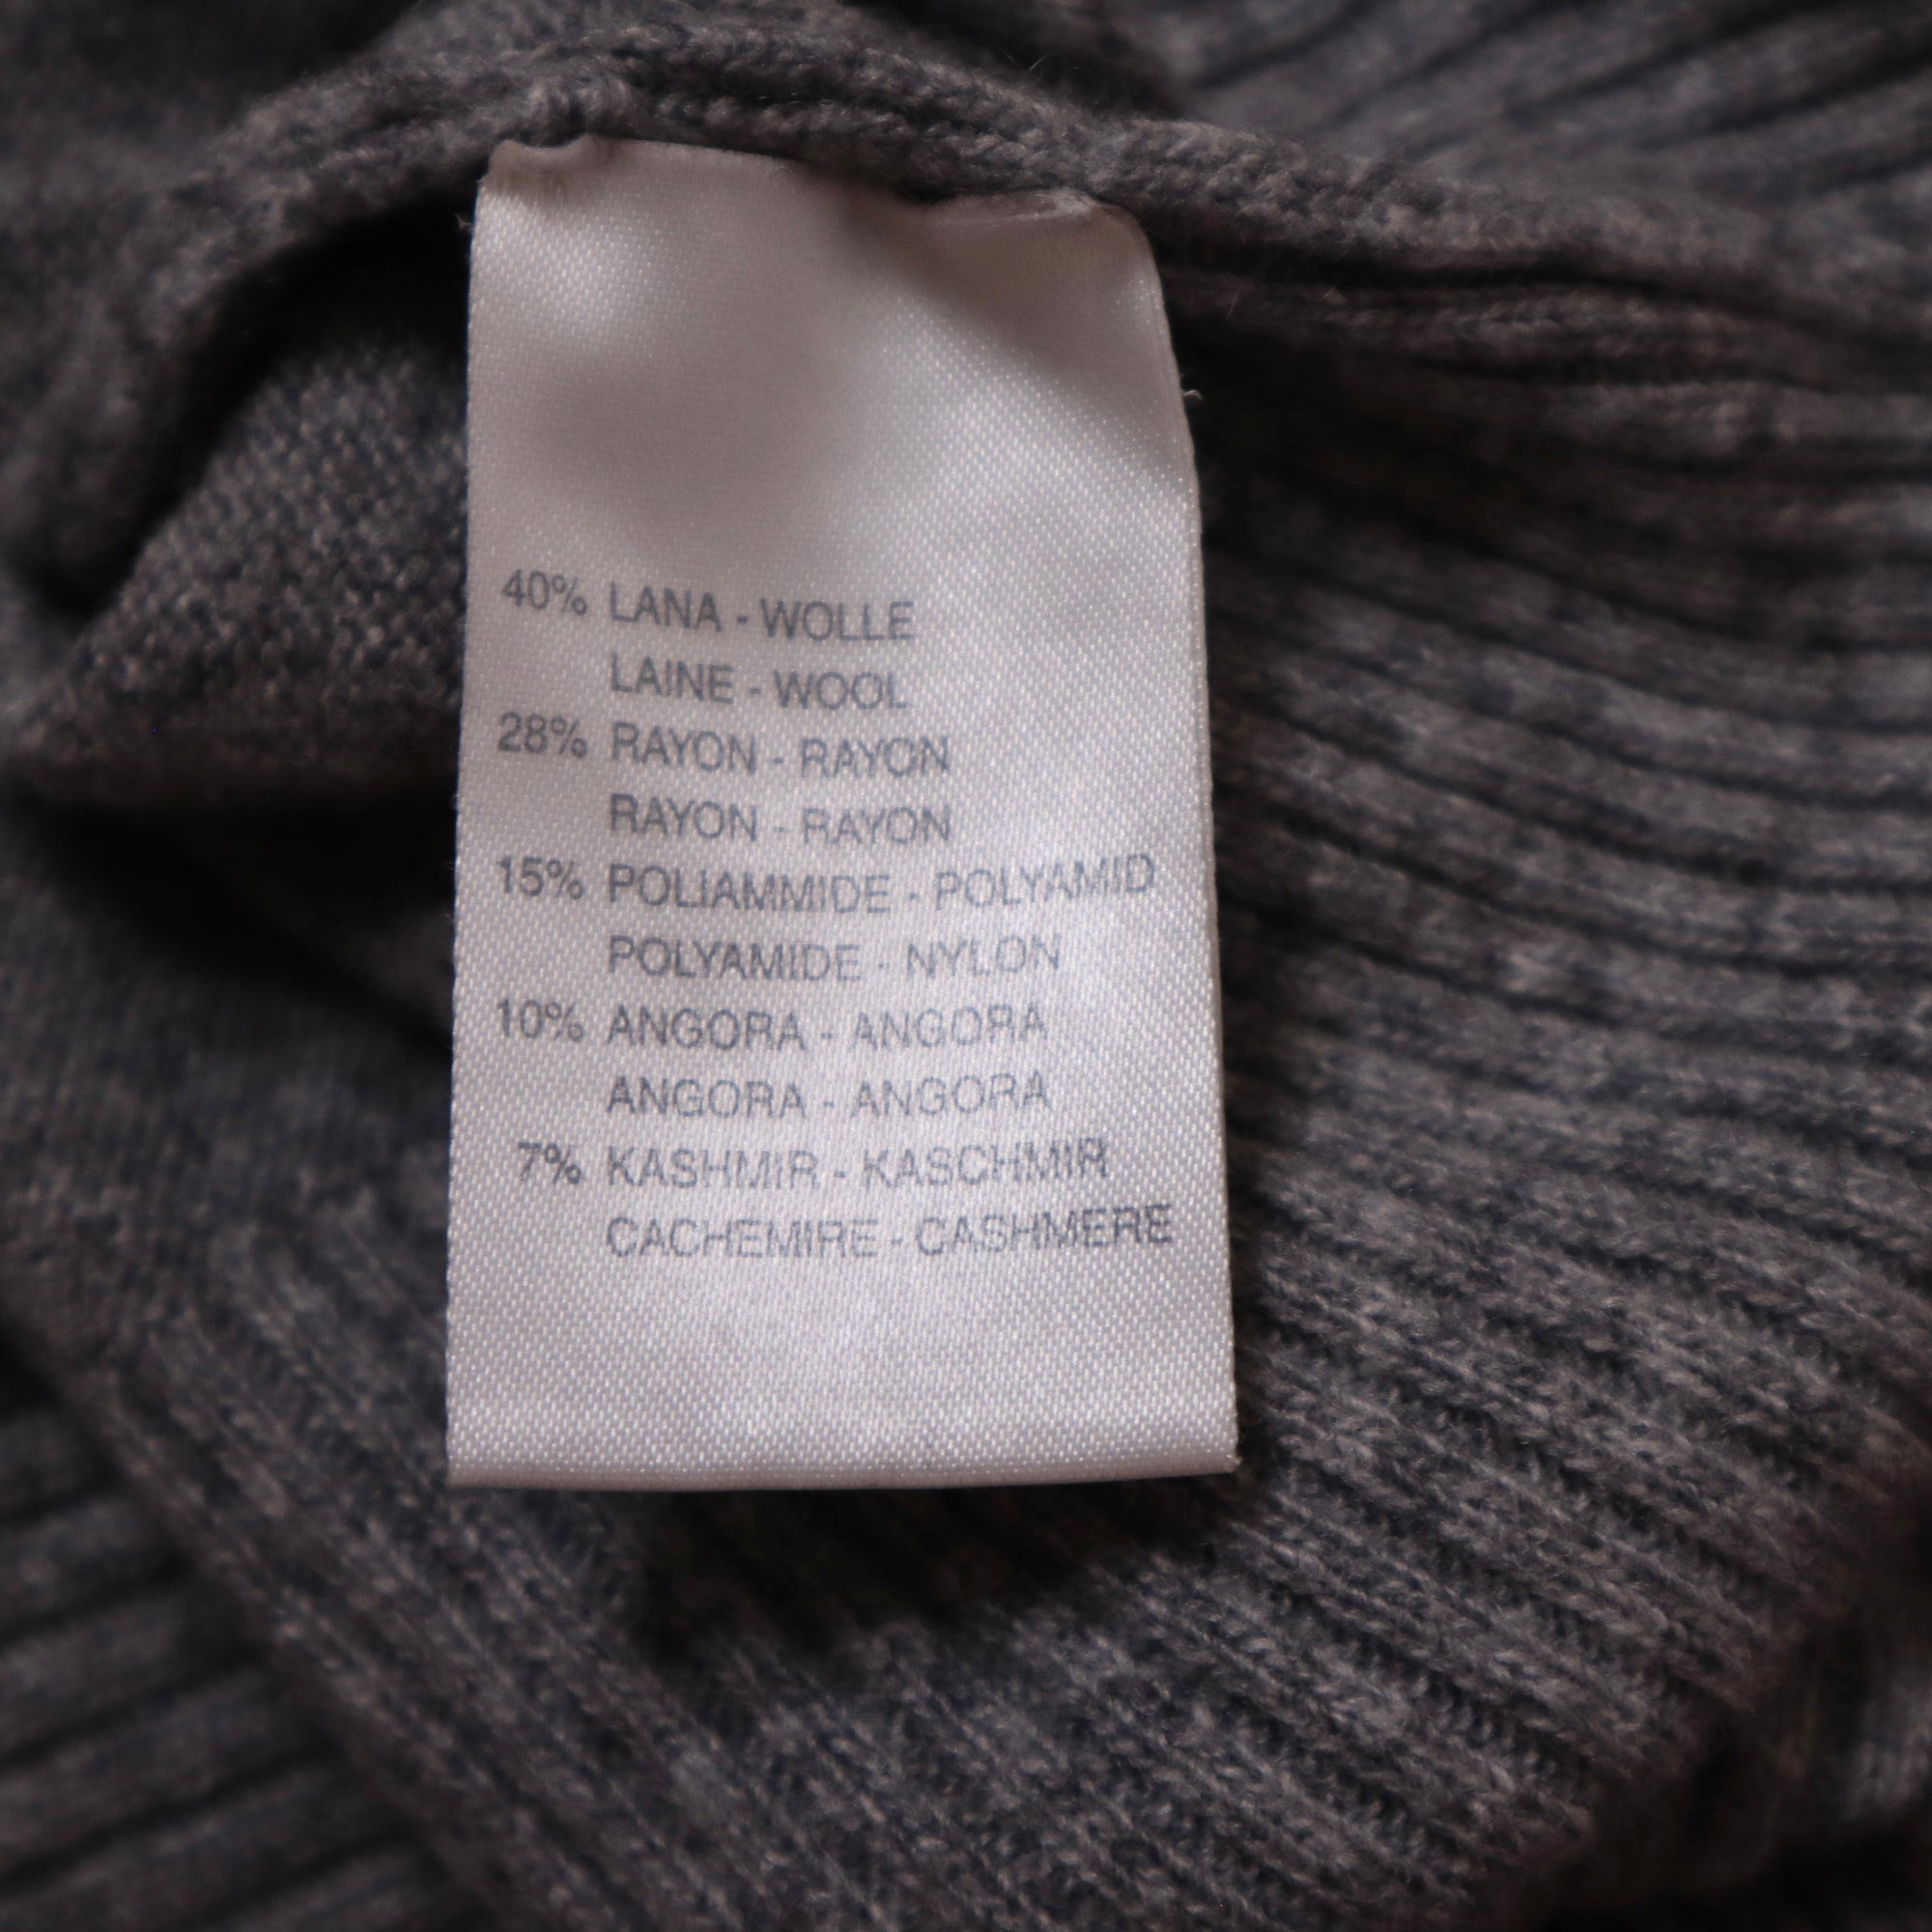 40% LANA - WOLLE
LAINE - WOOL
28% RAYON - RAYON
RAYON - RAYON
15% POLIAMMIDE - POLYAMID
POLYAMIDE - NYLON
10% ANGORA - ANGORA
ANGORA - ANGORA
7% KASHMIR - KASCHMIR
CACHEMIRE - CASHMERE